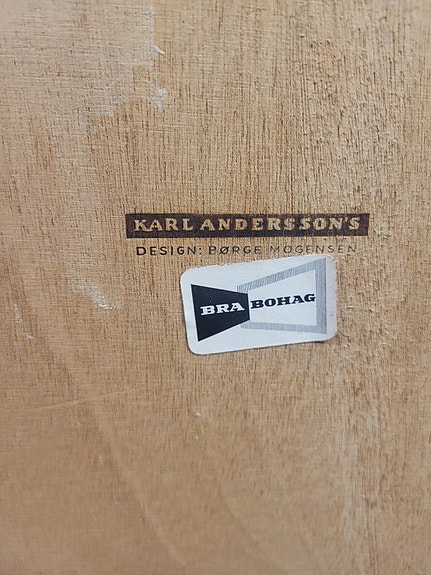 KARL ANDERSSON'S
DESIGN: BØRGE MOGENSEN
BRA BOHAG